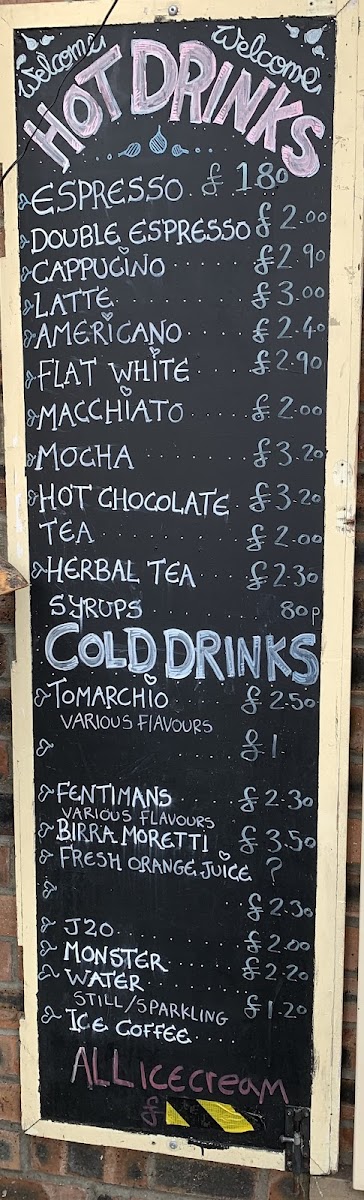 Welcome Welcome
HOT DRINKS
ESPRESSO £1.80
DOUBLE ESPRESSO £2.00
CAPPUCINO £2.90
LATTE £3.00
AMERICANO £2.40
FLAT WHITE £2.90
MACCHIATO £2.00
MOCHA £3.20
HOT CHOCOLATE £3.20
TEA £2.00
HERBAL TEA £2.30
SYRUPS 80p
COLD DRINKS
TOMARCHIO £2.50
VARIOUS FLAVOURS
£1.
FENTIMANS £2.30
VARIOUS FLAVOURS
BIRRA MORETTI £3.50
FRESH ORANGE JUICE ?
£2.30
J20 £2.00
MONSTER £2.20
WATER £1.20
STILL/SPARKLING
ICE COFFEE
ALL ICECREAM
£